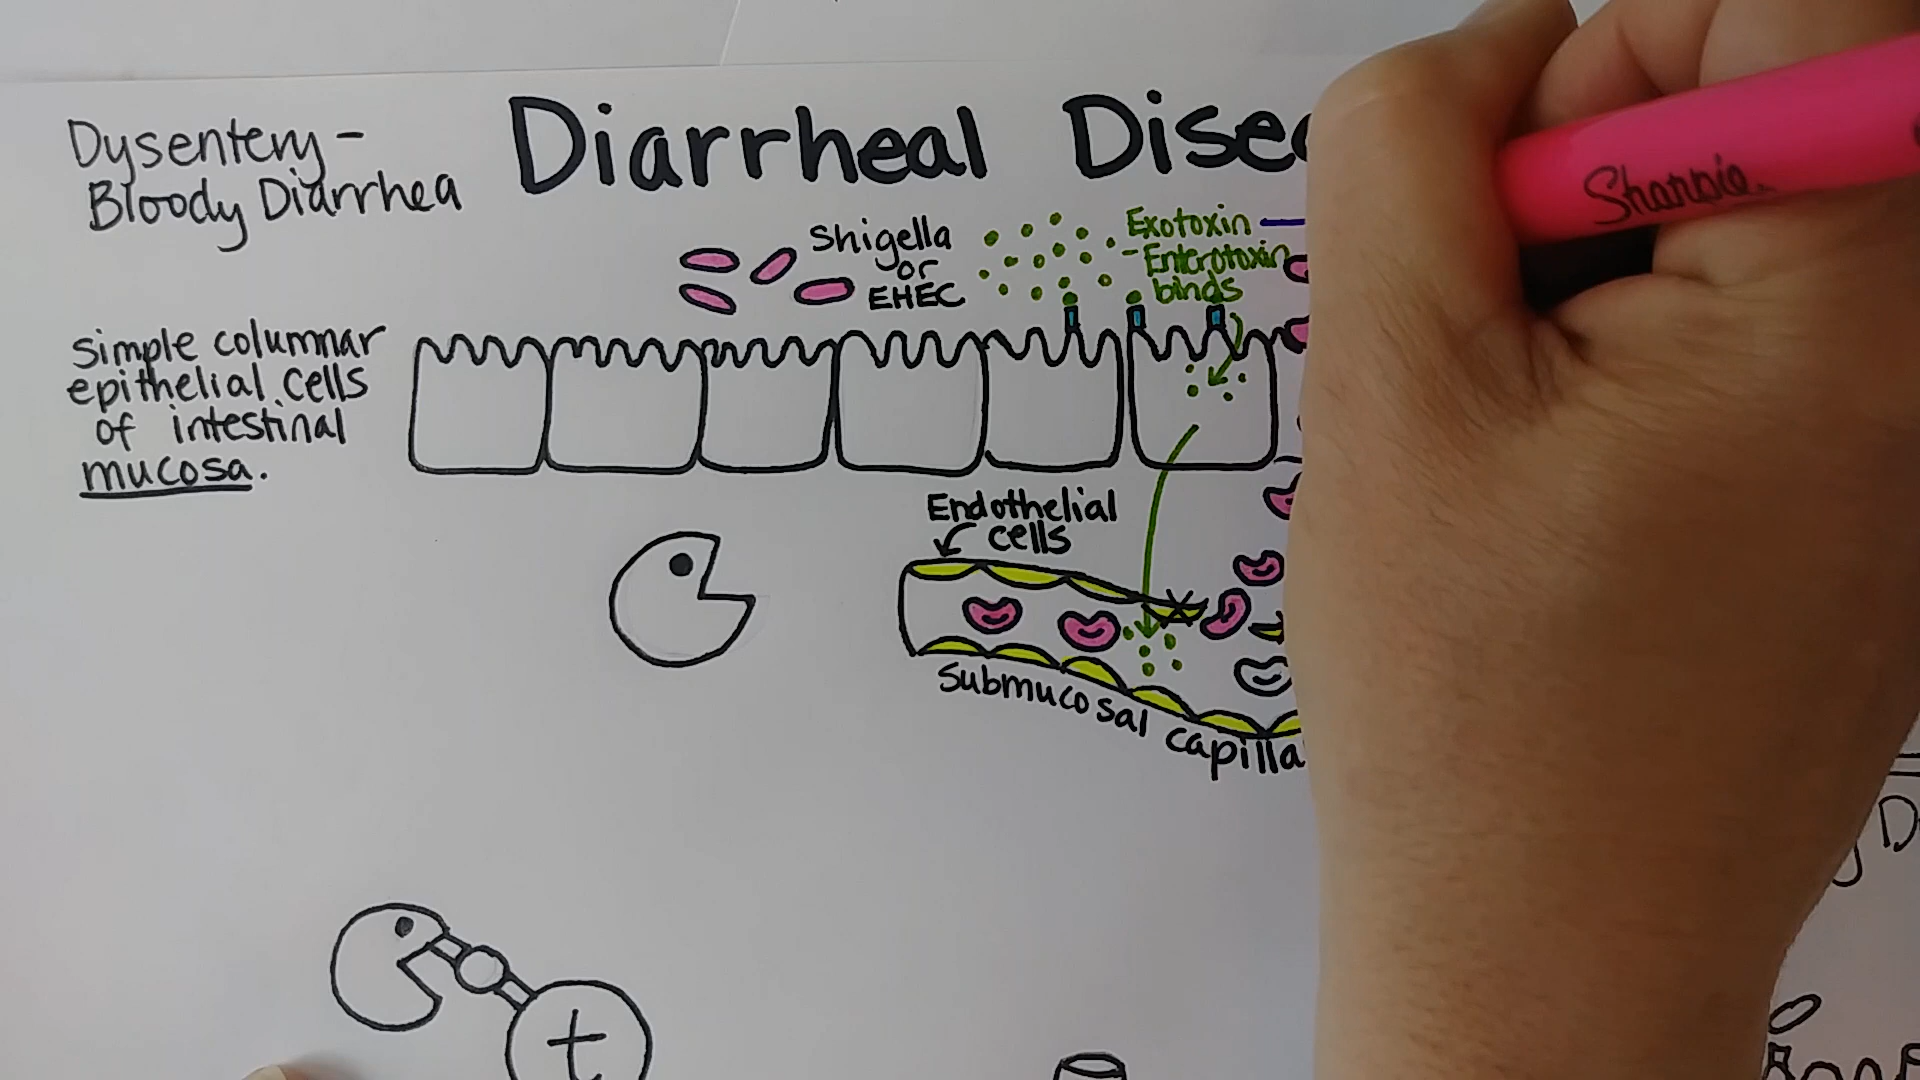 Dysentery -
Bloody Diarrhea
Diarrheal
Shigella
or
EHEC
Exotoxin
- Enterotoxin
binds
simple columnar
epithelial cells
of intestinal
mucosa.
Endothelial
cells
Submucosal
t
Sharpie